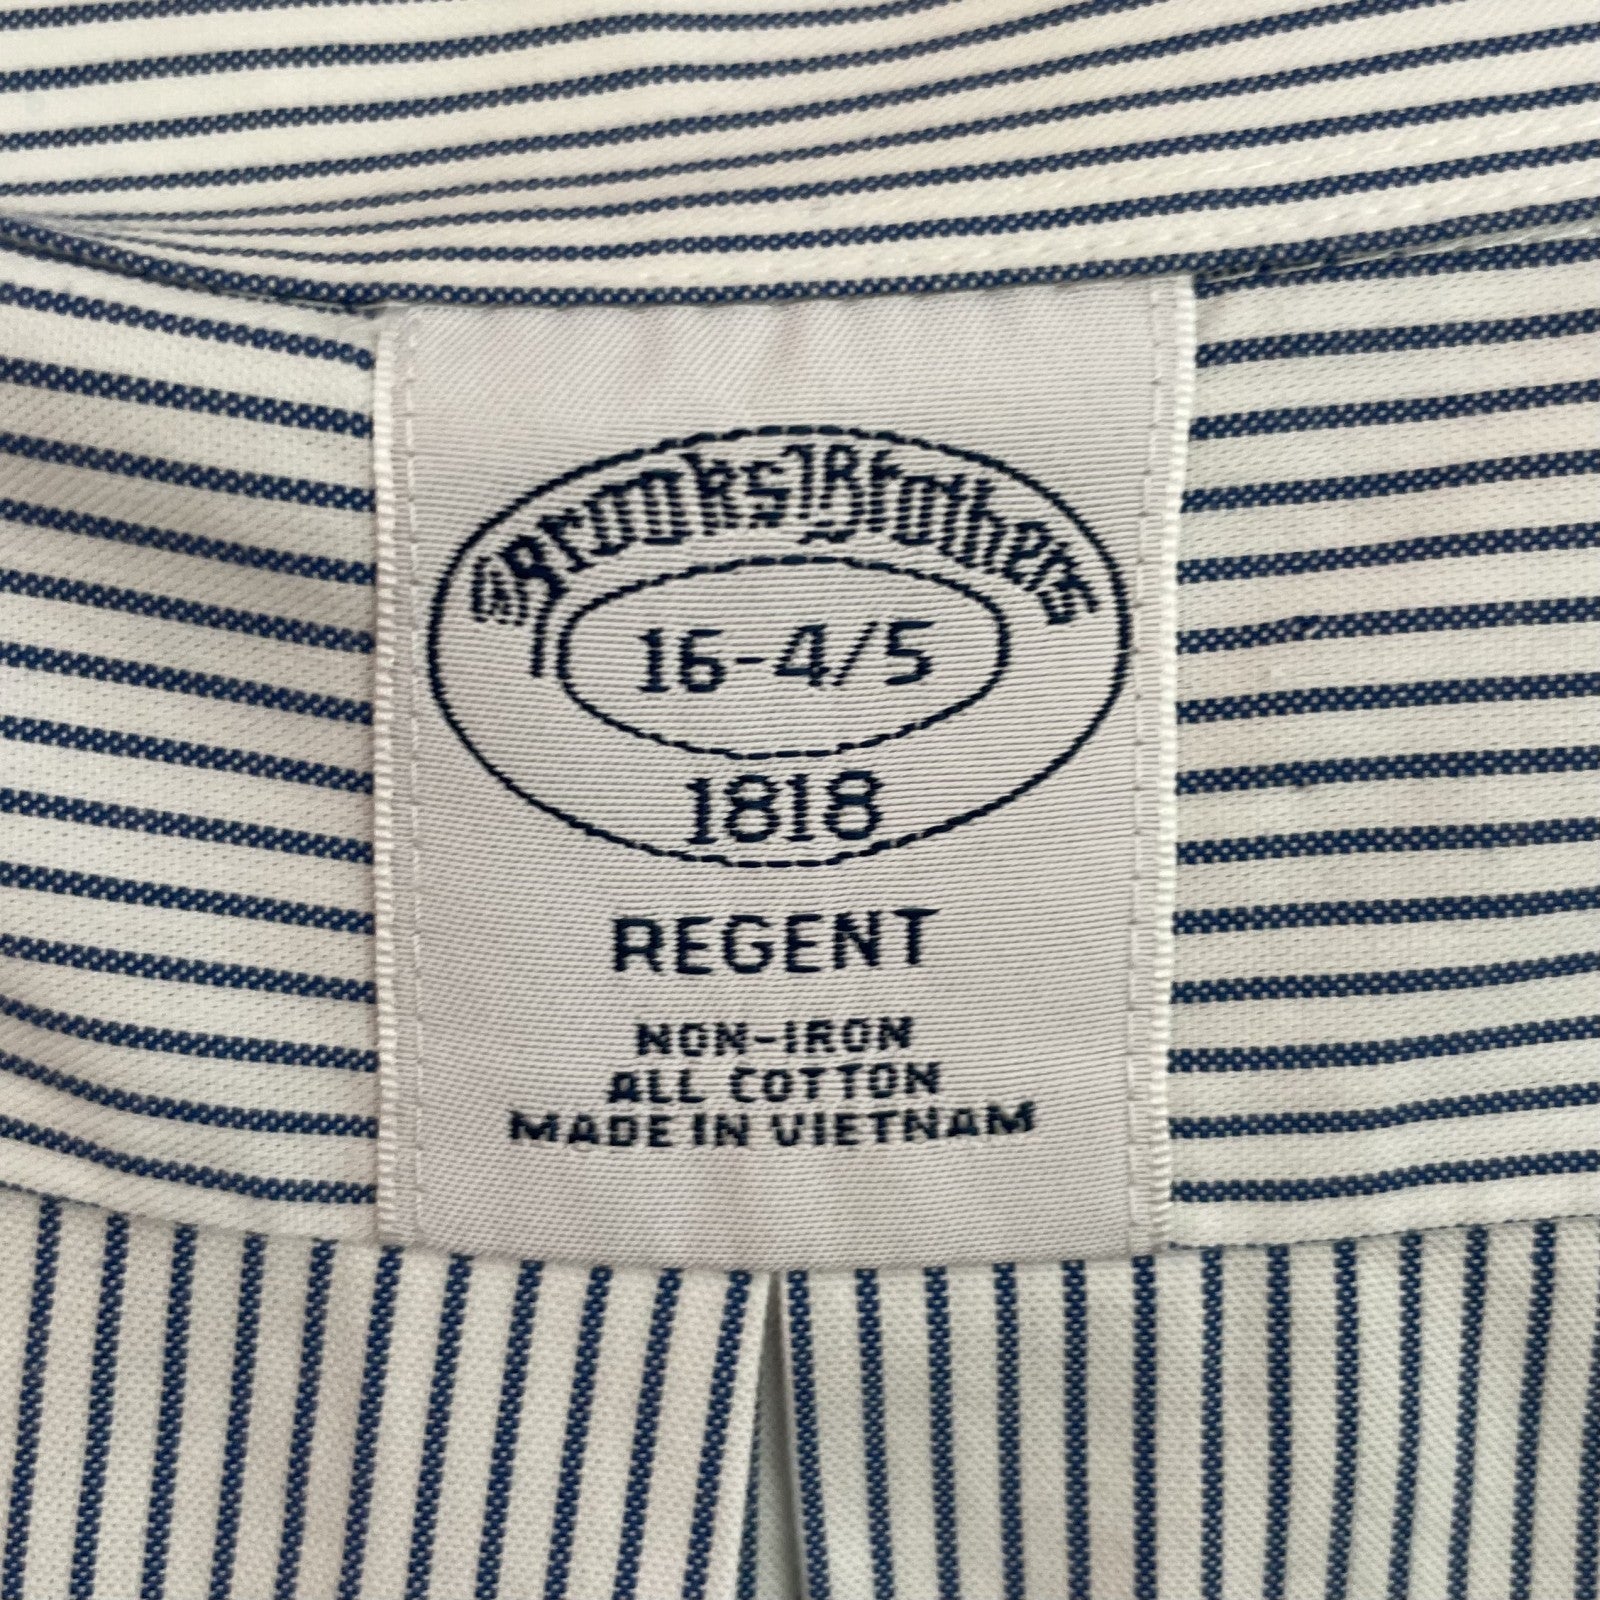 Brooks Brothers
16-4/5
1818
REGENT
NON-IRON
ALL COTTON
MADE IN VIETNAM